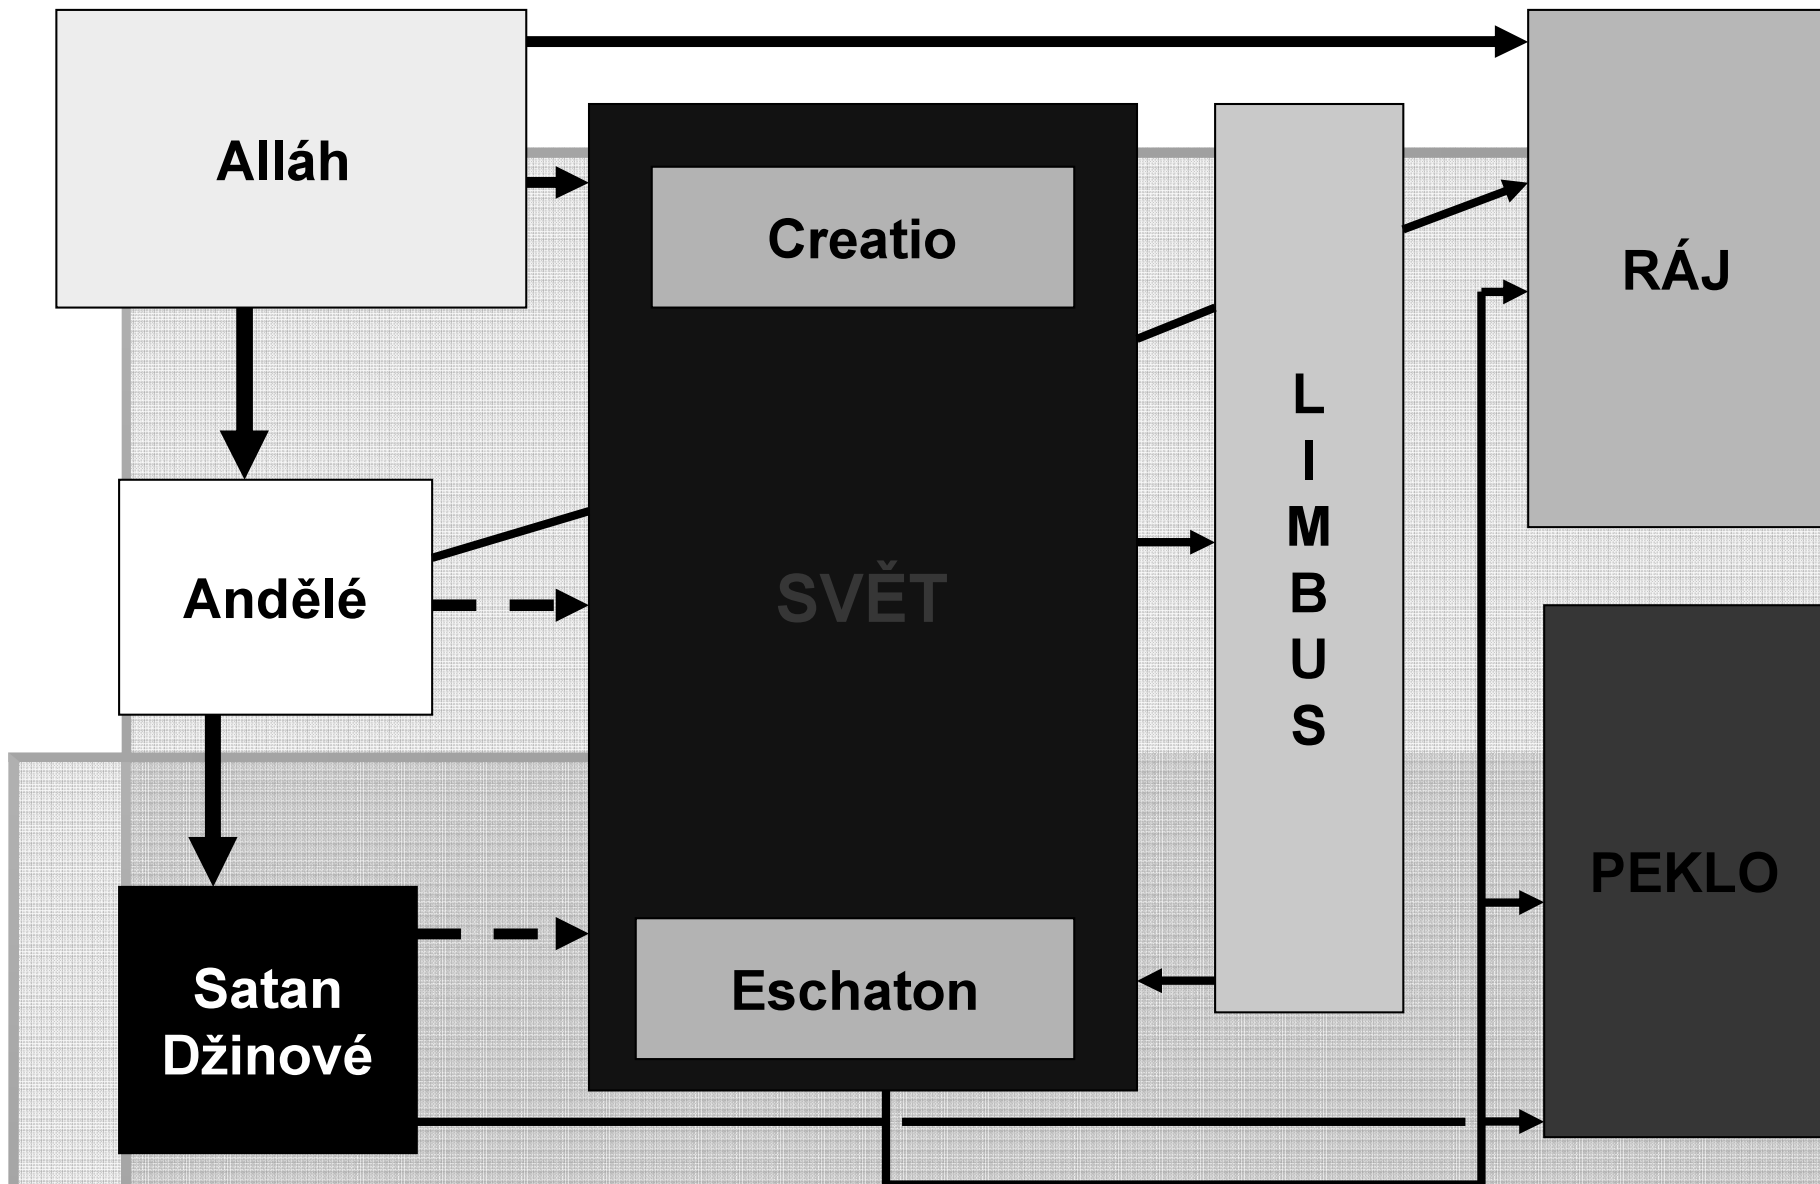 Alláh
Creatio
RÁJ
L
I
M
B
U
S
Andělé
SVĚT
PEKLO
Satan
Džinové
Eschaton